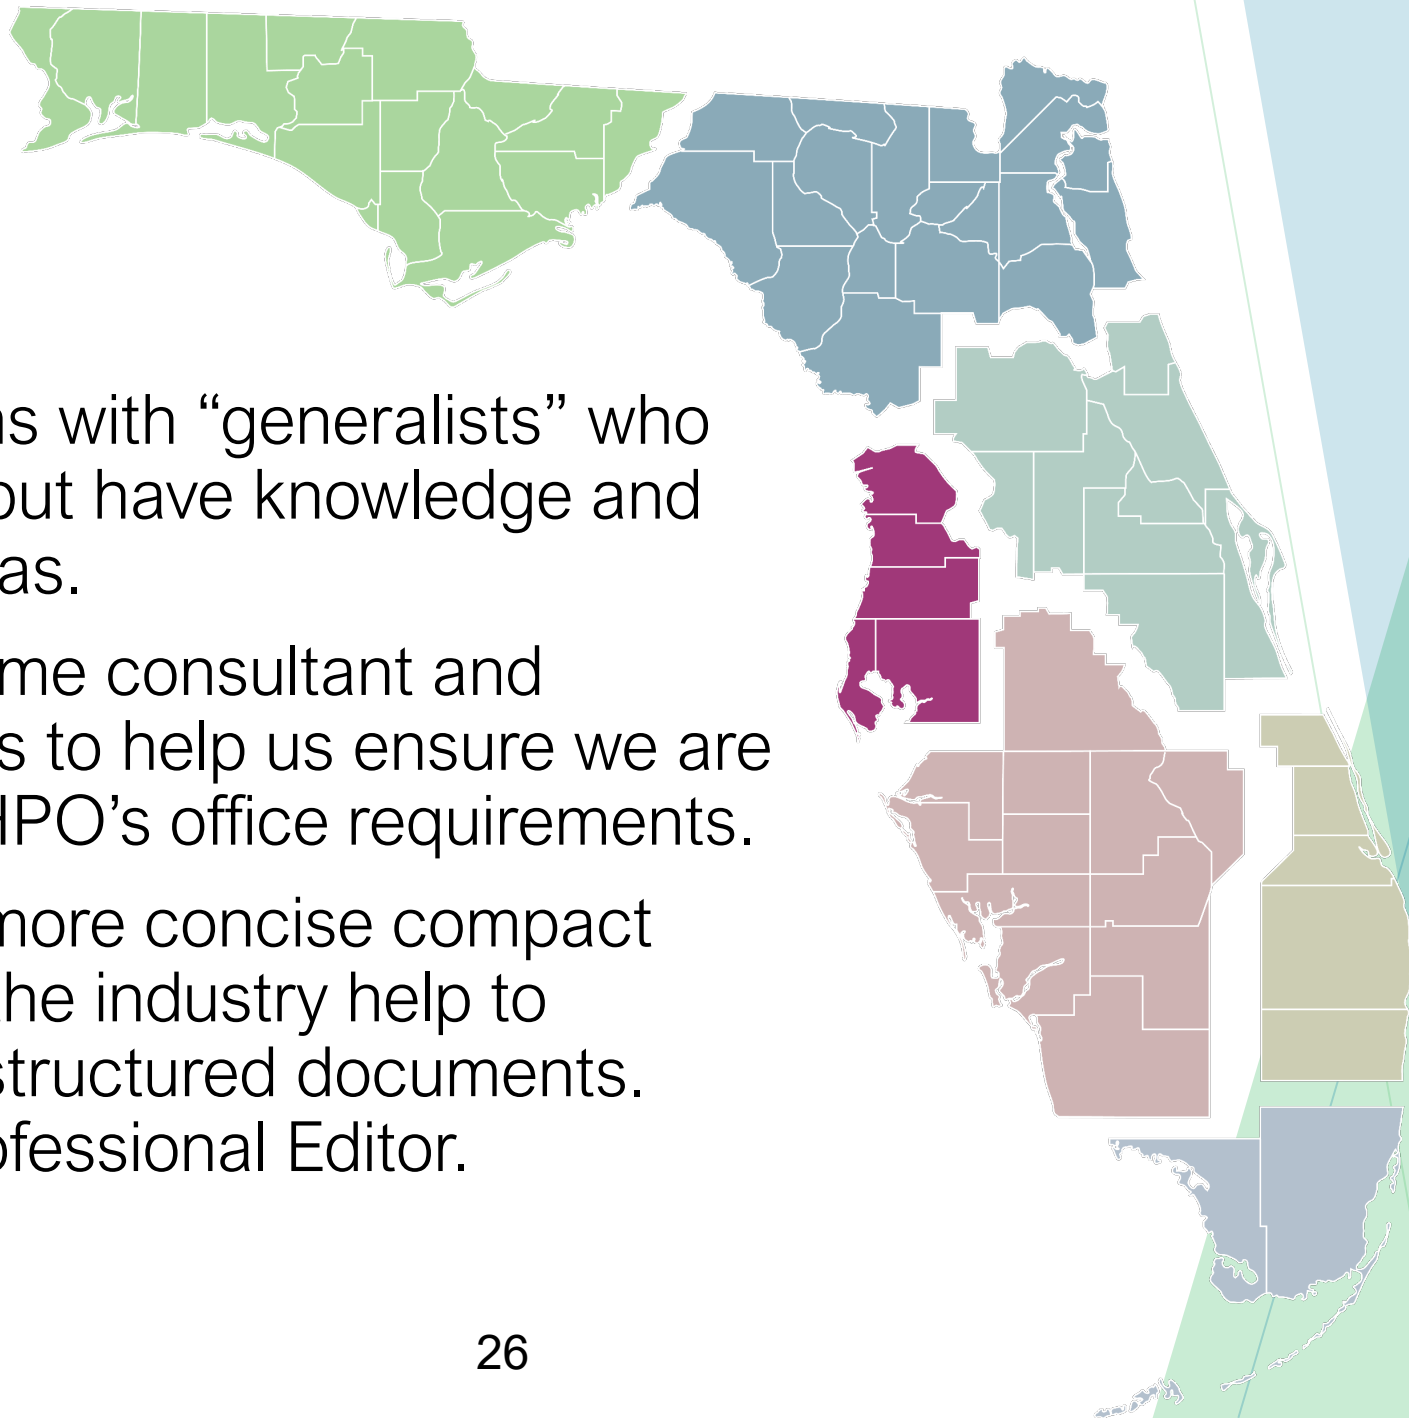 ns with “generalists” who
out have knowledge and
as.
me consultant and
s to help us ensure we are
HPO’s office requirements.
more concise compact
the industry help to
structured documents.
ofessional Editor.
26